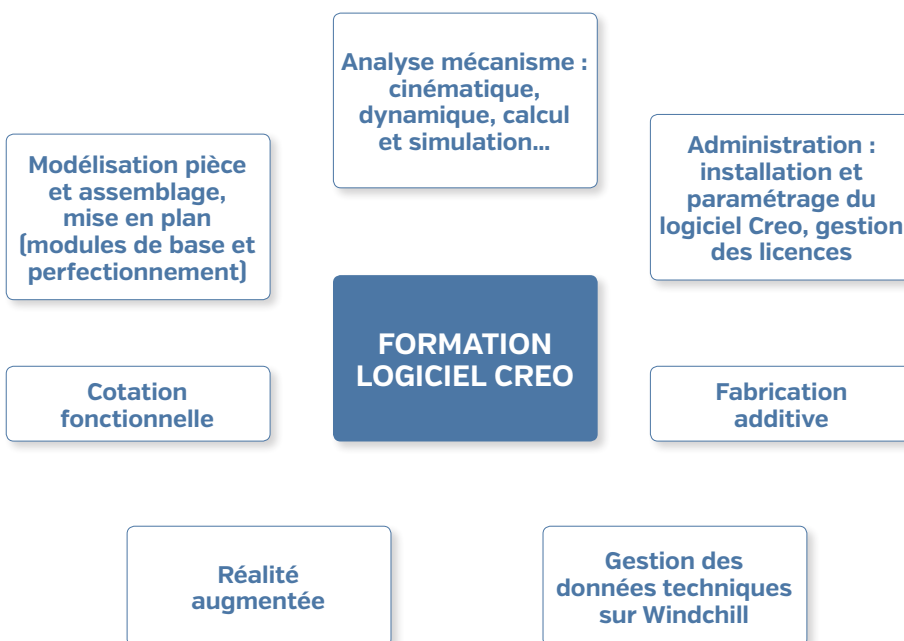 Analyse mécanisme :
cinématique,
dynamique, calcul
et simulation...
Modélisation pièce
et assemblage,
mise en plan
(modules de base et
perfectionnement)
Administration :
installation et
paramétrage du
logiciel Creo, gestion
des licences
FORMATION
LOGICIEL CREO
Cotation
fonctionnelle
Fabrication
additive
Réalité
augmentée
Gestion des
données techniques
sur Windchill